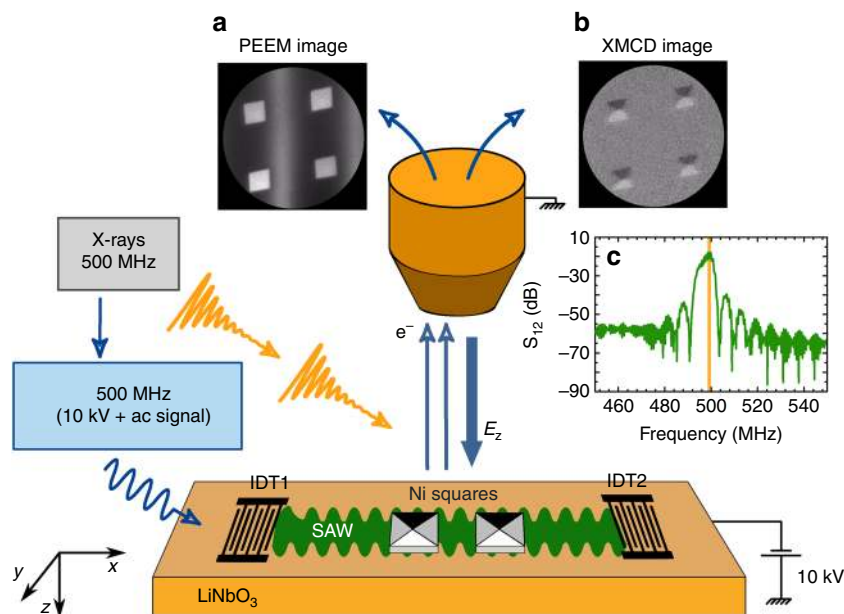 a
PEEM image
b
XMCD image
X-rays
500 MHz
500 MHz
(10 kV + ac signal)
e–
Ez
c
10
–30
–50
–70
–90
S12 (dB)
460 480 500 520 540
Frequency (MHz)
IDT1
Ni squares
IDT2
SAW
LiNbO3
10 kV
x
y
z